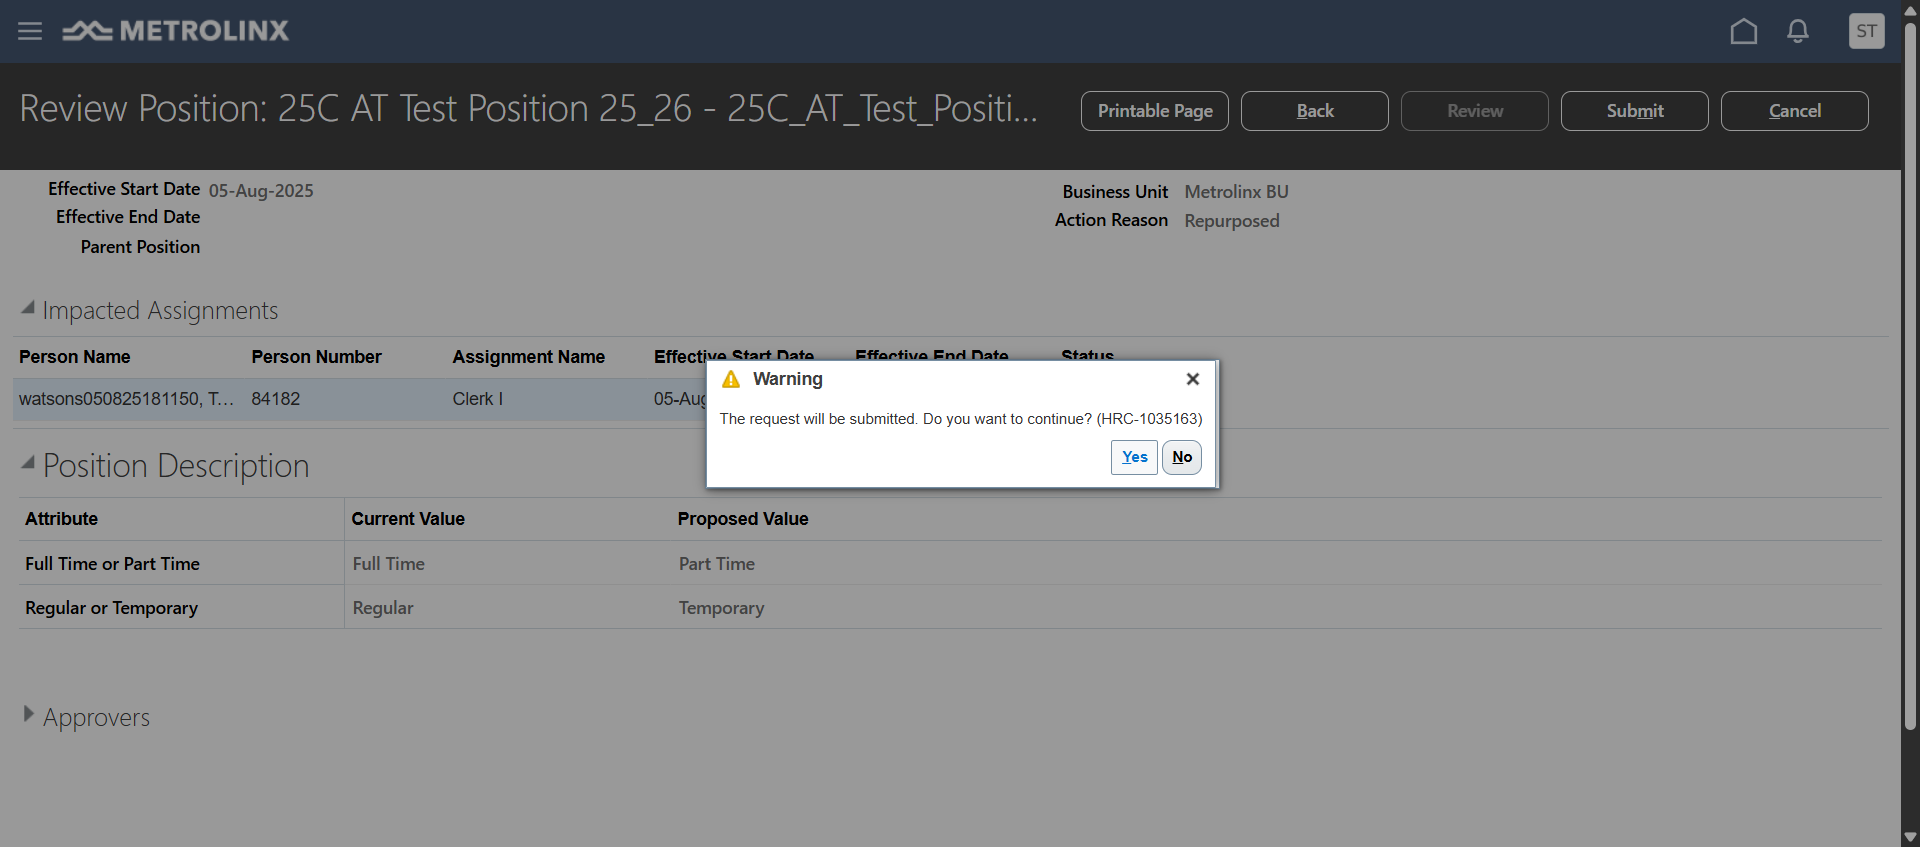 METROLINX
ST
Review Position: 25C AT Test Position 25_26 - 25C_AT_Test_Positi...
Printable Page
Back
Review
Submit
Cancel
Effective Start Date 05-Aug-2025
Effective End Date
Parent Position
Business Unit Metrolinx BU
Action Reason Repurposed
Impacted Assignments
Person Name Person Number Assignment Name Effective Start Date Effective End Date Status
watsons050825181150, T... 84182 Clerk I 05-Aug
Warning
The request will be submitted. Do you want to continue? (HRC-1035163)
Yes No
Position Description
Attribute Current Value Proposed Value
Full Time or Part Time Full Time Part Time
Regular or Temporary Regular Temporary
Approvers